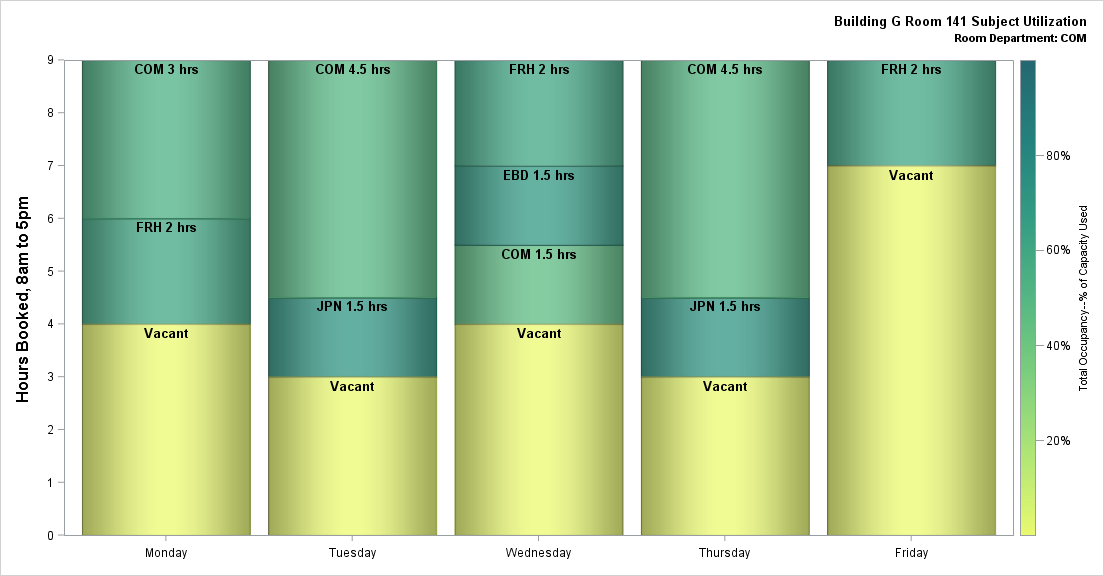 Building G Room 141 Subject Utilization
Room Department: COM
Hours Booked, 8am to 5pm
9
8
7
6
5
4
3
2
1
0
COM 3 hrs
FRH 2 hrs
Vacant
COM 4.5 hrs
JPN 1.5 hrs
Vacant
FRH 2 hrs
EBD 1.5 hrs
COM 1.5 hrs
Vacant
COM 4.5 hrs
JPN 1.5 hrs
Vacant
FRH 2 hrs
Vacant
Monday
Tuesday
Wednesday
Thursday
Friday
80%
60%
40%
20%
Total Occupancy--% of Capacity Used